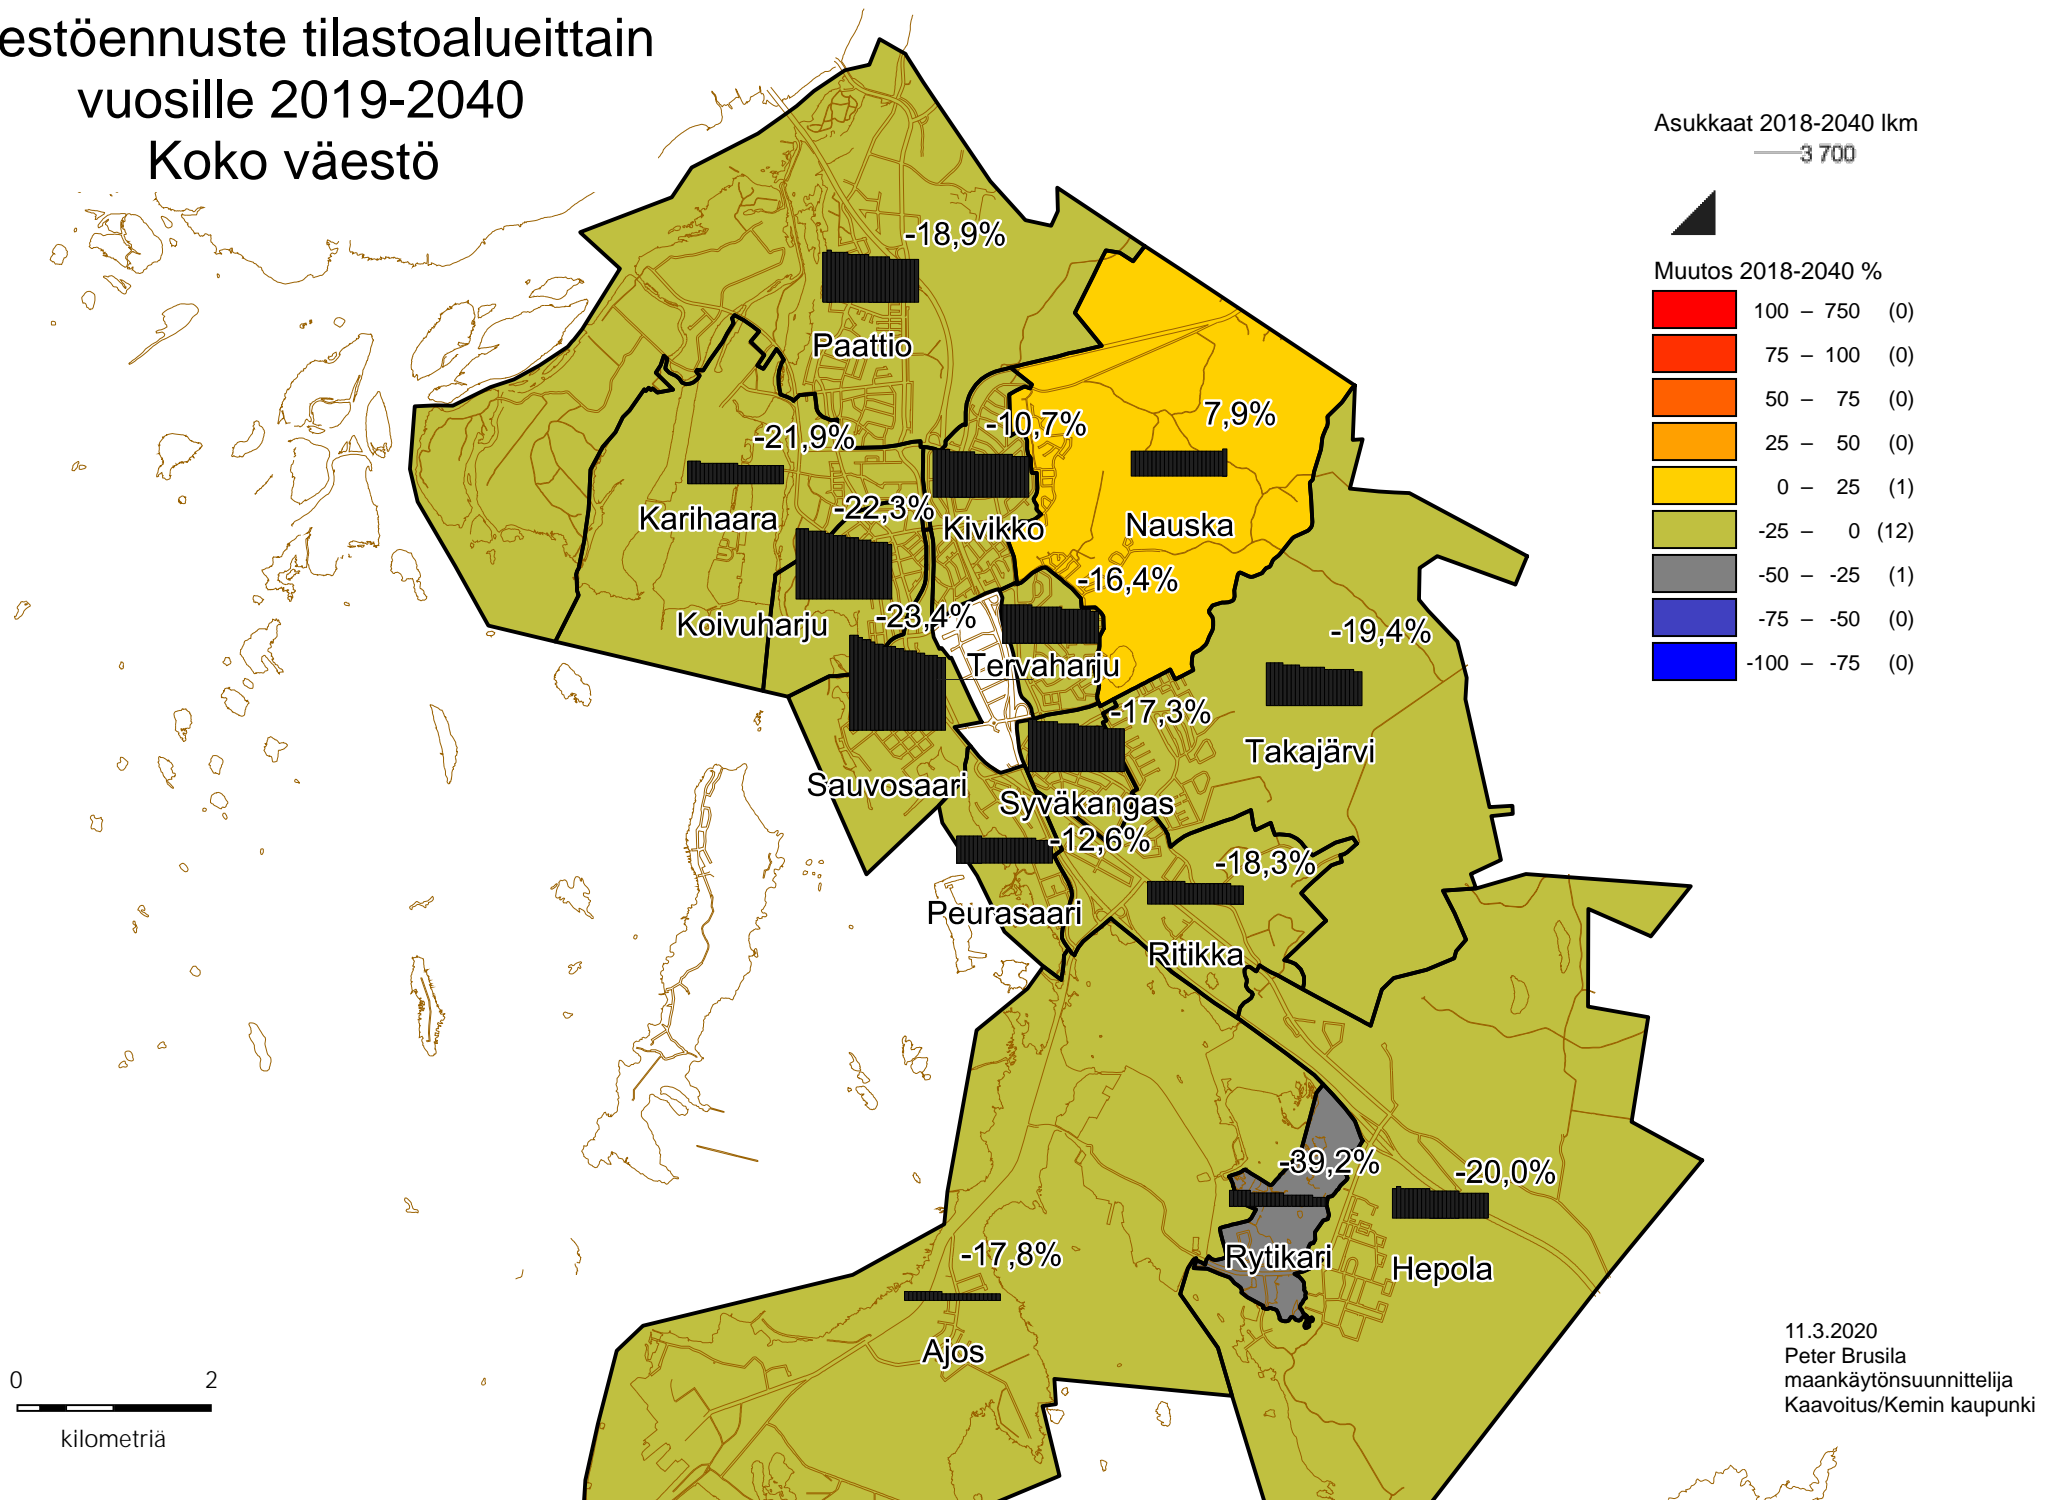 estöennuste tilastoalueittain
vuosille 2019-2040
Koko väestö
Asukkaat 2018-2040 lkm
3 700
Muutos 2018-2040 %
100 – 750 (0)
75 – 100 (0)
50 – 75 (0)
25 – 50 (0)
0 – 25 (1)
-25 – 0 (12)
-50 – -25 (1)
-75 – -50 (0)
-100 – -75 (0)
-18,9%
Paattio
-21,9%
Karihaara
-10,7%
Kivikko
7,9%
Nauska
-22,3%
Koivuharju
-16,4%
Tervaharju
-23,4%
Sauvosaari
-19,4%
Takajärvi
-17,3%
Syväkangas
-12,6%
Peurasaari
-18,3%
Ritikka
-39,2%
Rytikari
-20,0%
Hepola
-17,8%
Ajos
0 2
kilometriä
11.3.2020
Peter Brusila
maankäytönsuunnittelija
Kaavoitus/Kemin kaupunki